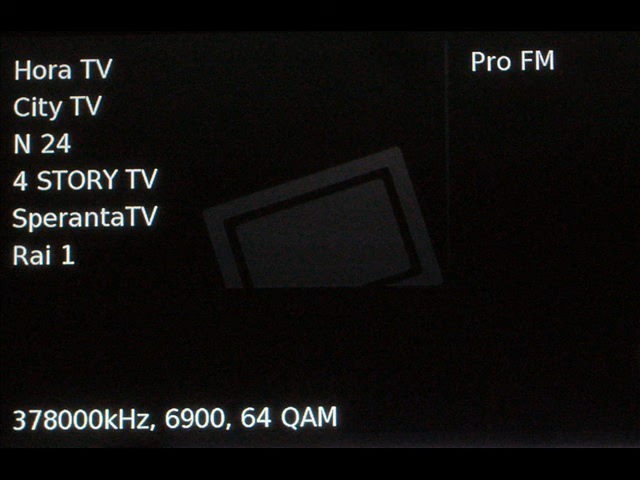 Hora TV
City TV
N 24
4 STORY TV
SperantaTV
Rai 1
Pro FM
378000kHz, 6900, 64 QAM